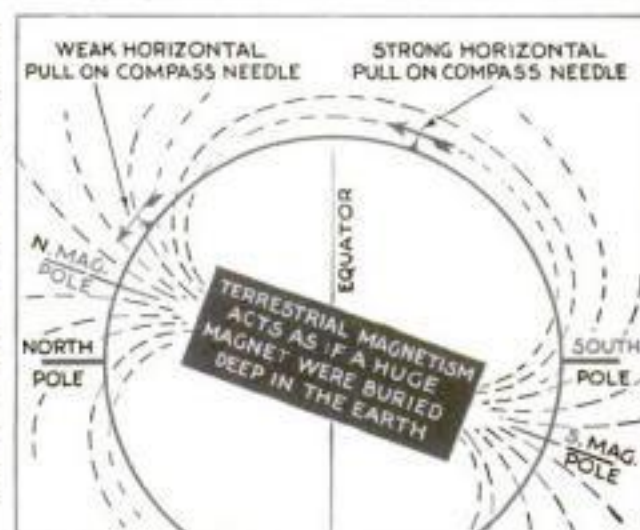 WEAK HORIZONTAL
PULL ON COMPASS NEEDLE
STRONG HORIZONTAL
PULL ON COMPASS NEEDLE
EQUATOR
N. MAG.
POLE
TERRESTRIAL MAGNETISM
ACTS AS IF A HUGE
MAGNET WERE BURIED
DEEP IN THE EARTH
NORTH
POLE
SOUTH
POLE
S. MAG.
POLE